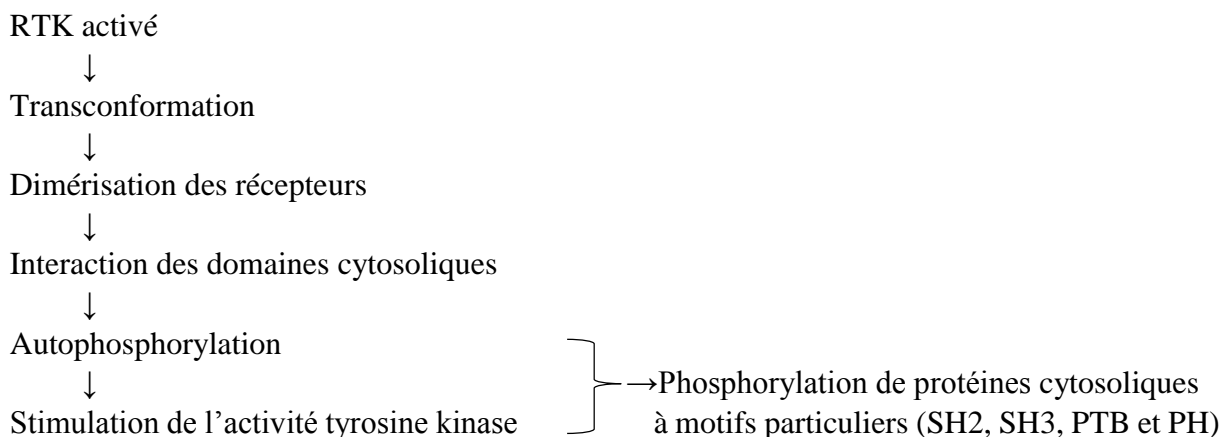 RTK activé
↓
Transconformation
↓
Dimérisation des récepteurs
↓
Interaction des domaines cytosoliques
↓
Autophosphorylation
↓ →Phosphorylation de protéines cytosoliques
Stimulation de l’activité tyrosine kinase à motifs particuliers (SH2, SH3, PTB et PH)